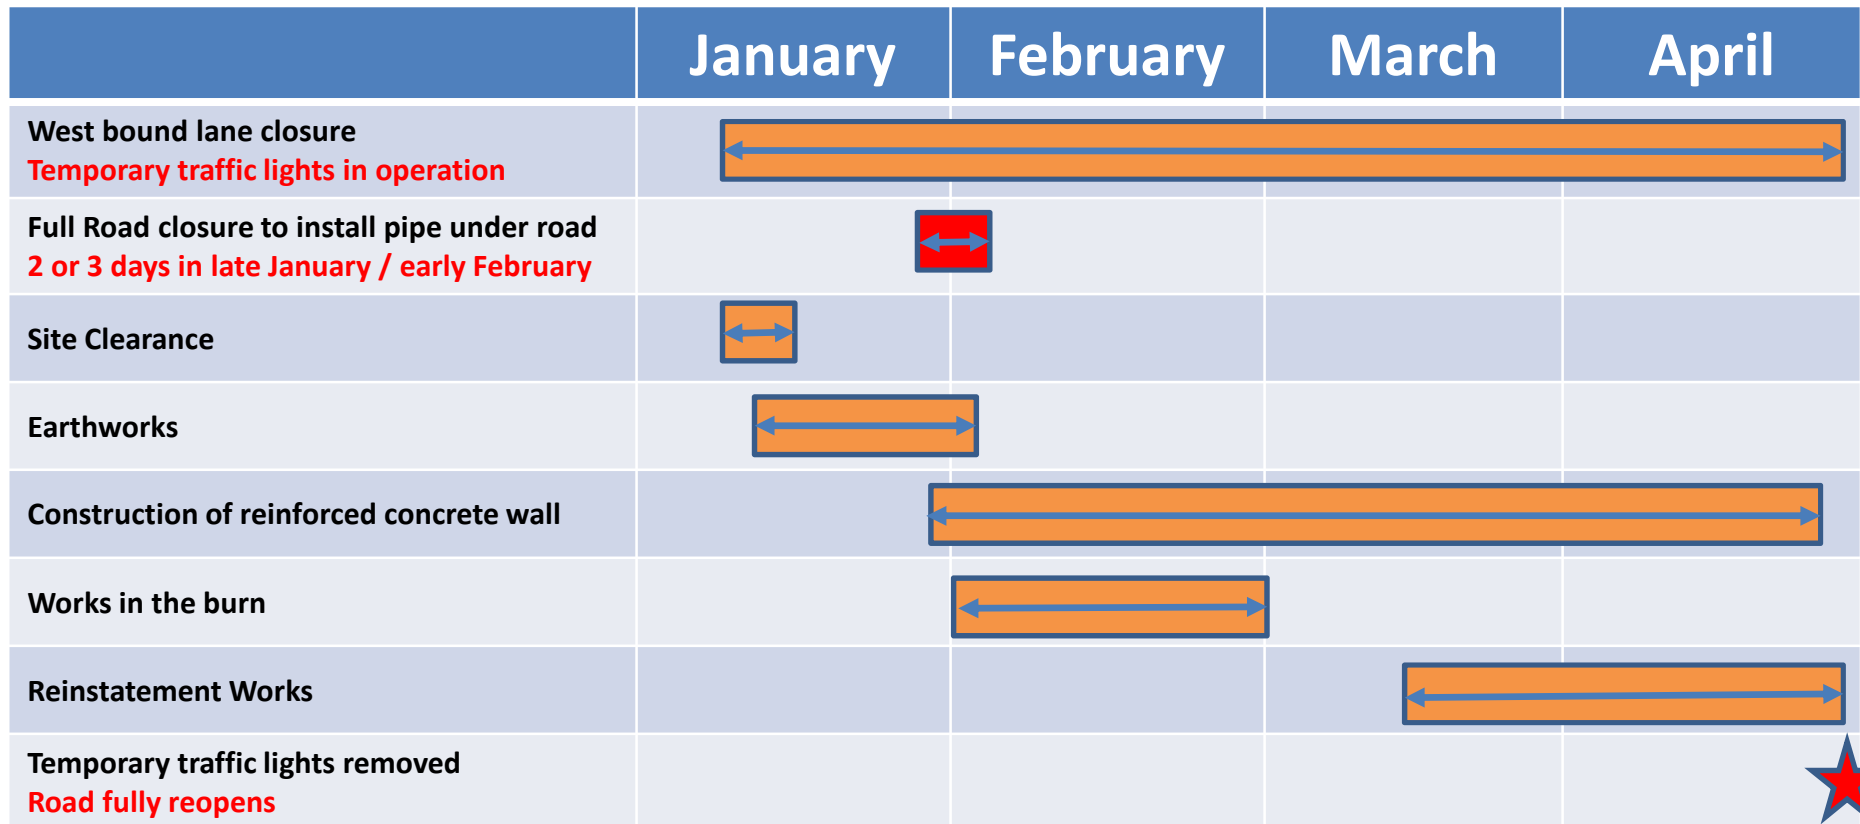 January February March April
West bound lane closure
Temporary traffic lights in operation
Full Road closure to install pipe under road
2 or 3 days in late January / early February
Site Clearance
Earthworks
Construction of reinforced concrete wall
Works in the burn
Reinstatement Works
Temporary traffic lights removed
Road fully reopens